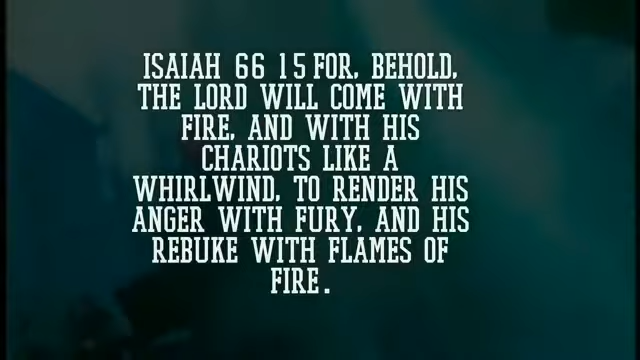 ISAIAH 66 15 FOR, BEHOLD,
THE LORD WILL COME WITH
FIRE, AND WITH HIS
CHARIOTS LIKE A
WHIRLWIND, TO RENDER HIS
ANGER WITH FURY, AND HIS
REBUKE WITH FLAMES OF
FIRE.